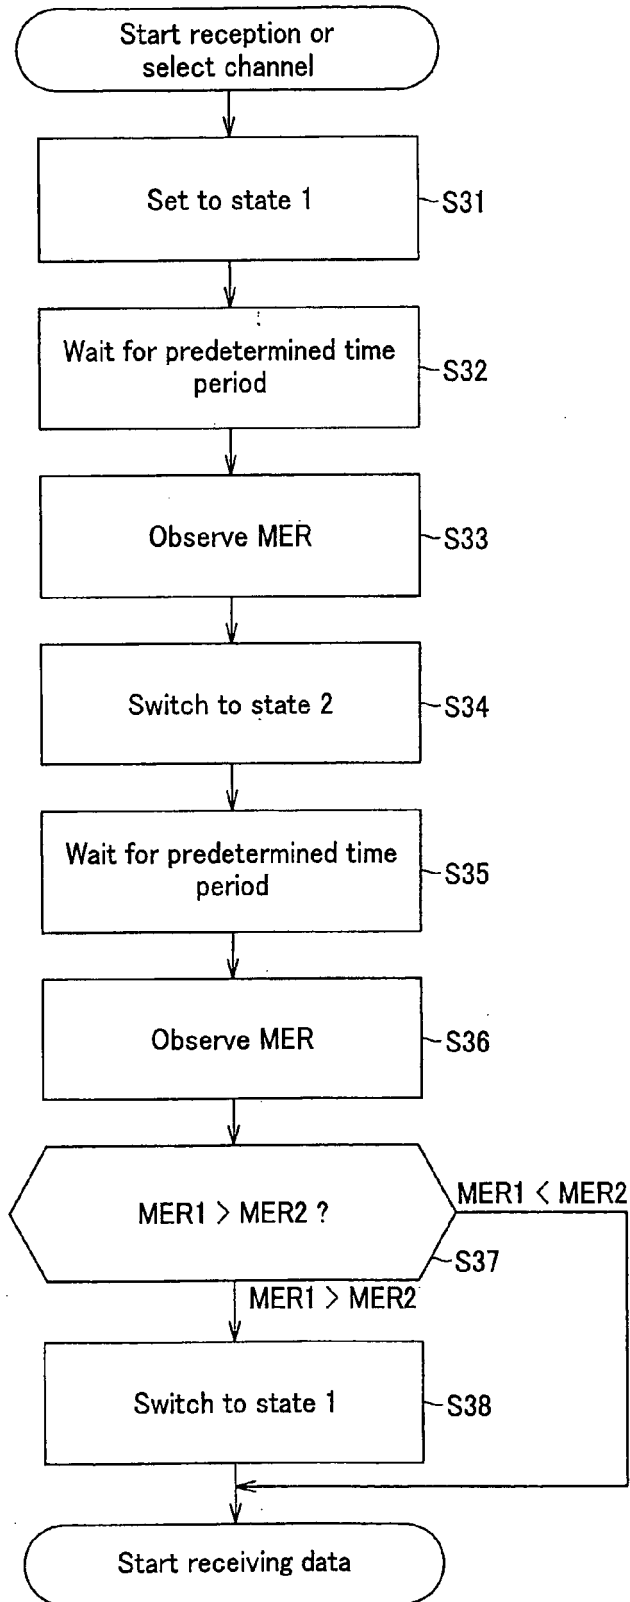 Start reception or
select channel
Set to state 1
S31
Wait for predetermined time
period
S32
Observe MER
S33
Switch to state 2
S34
Wait for predetermined time
period
S35
Observe MER
S36
MER1 > MER2 ?
MER1 < MER2
S37
MER1 > MER2
Switch to state 1
S38
Start receiving data